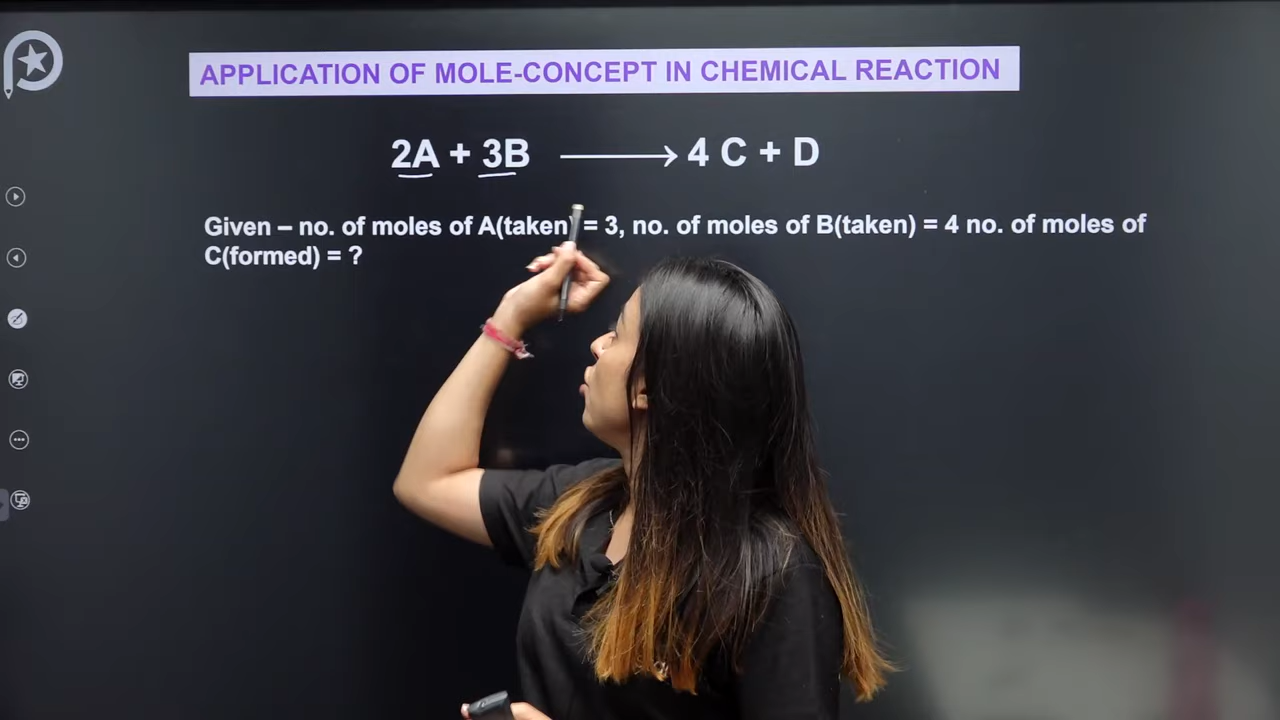 APPLICATION OF MOLE-CONCEPT IN CHEMICAL REACTION
2A + 3B ⟶ 4 C + D
Given – no. of moles of A(taken) = 3, no. of moles of B(taken) = 4 no. of moles of
C(formed) = ?